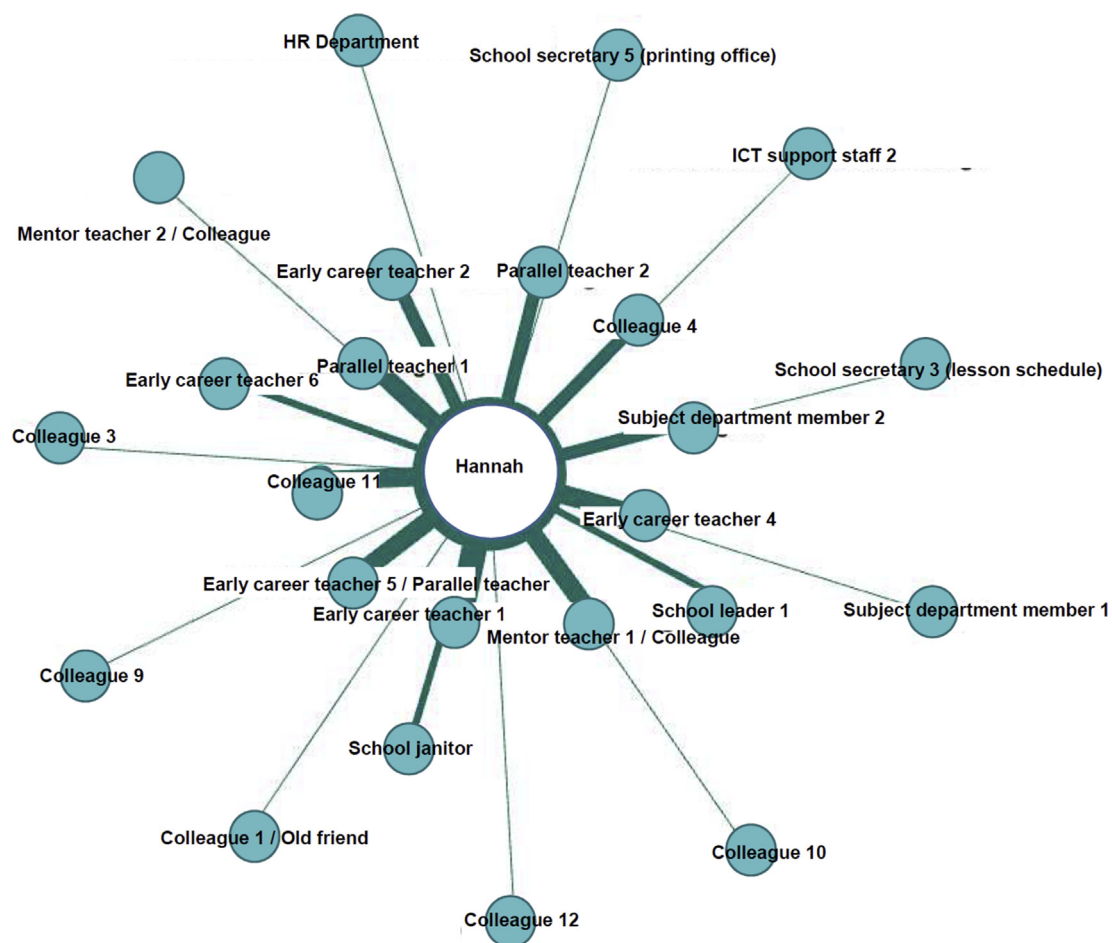 HR Department
School secretary 5 (printing office)
ICT support staff 2
Mentor teacher 2 / Colleague
Early career teacher 2
Parallel teacher 2
Colleague 4
Parallel teacher 1
School secretary 3 (lesson schedule)
Early career teacher 6
Subject department member 2
Colleague 3
Hannah
Colleague 11
Early career teacher 4
Early career teacher 5 / Parallel teacher
School leader 1
Subject department member 1
Early career teacher 1
Mentor teacher 1 / Colleague
Colleague 9
School janitor
Colleague 1 / Old friend
Colleague 10
Colleague 12